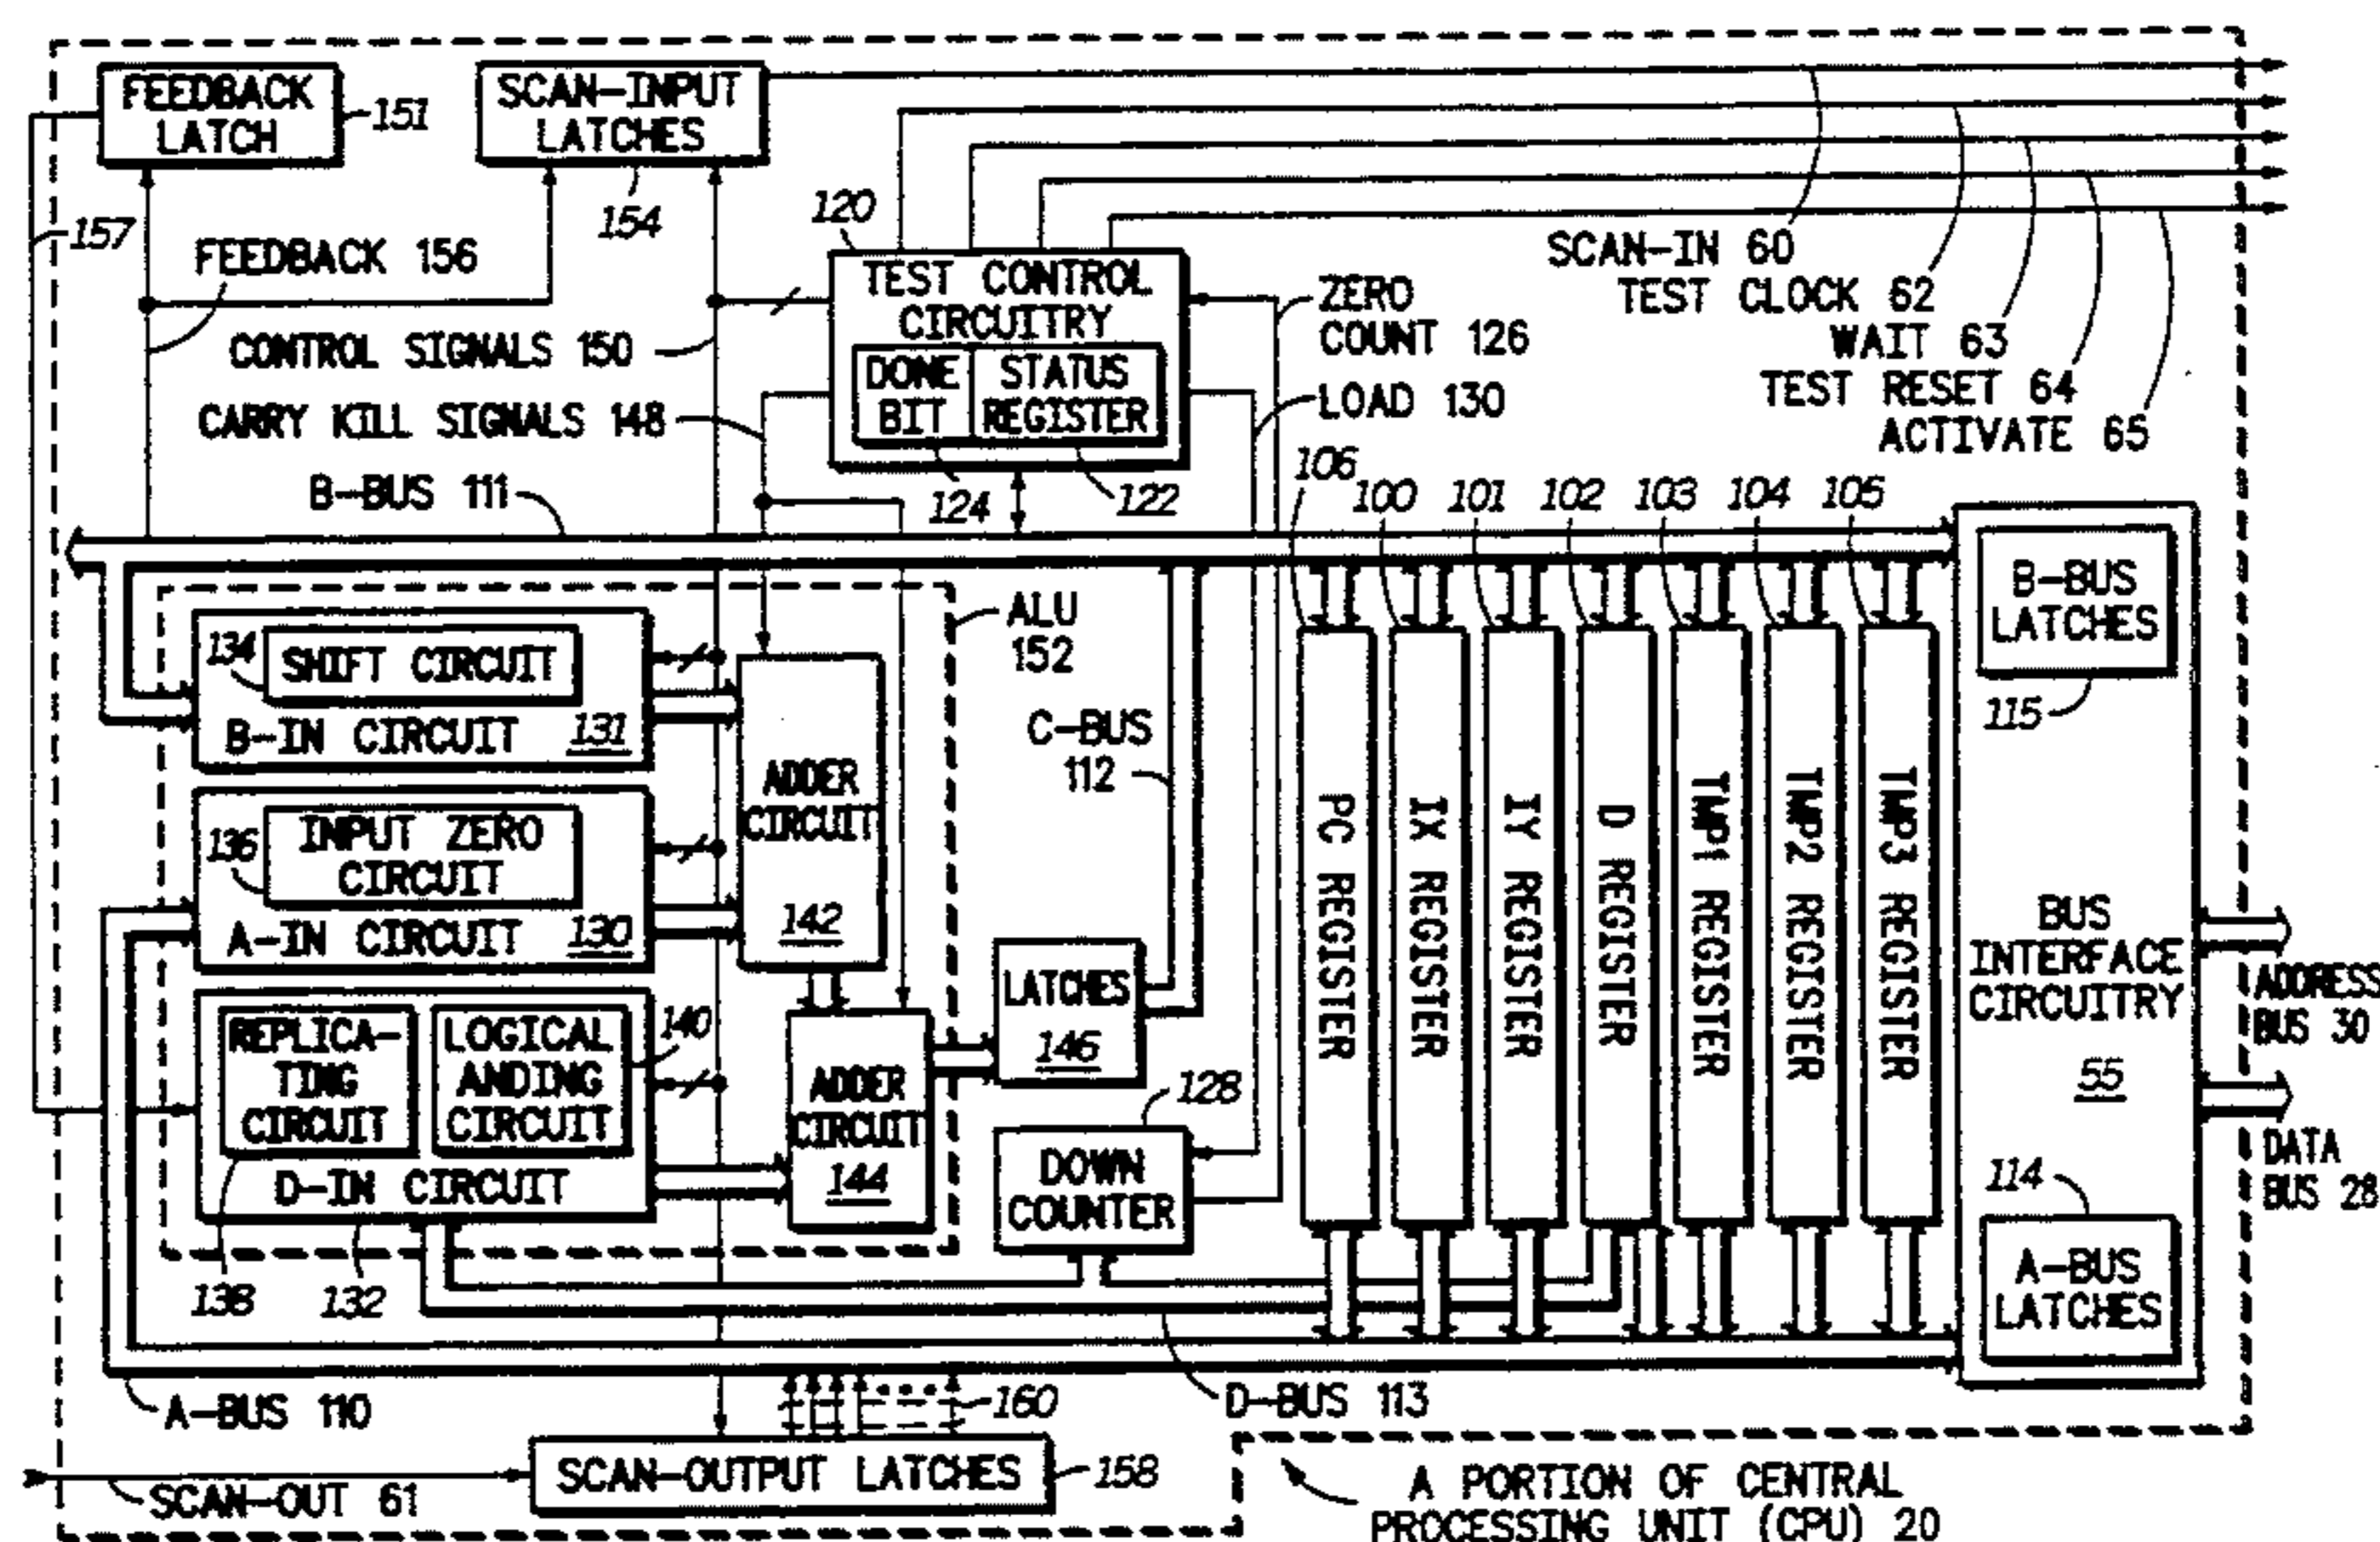 FEEDBACK
LATCH
151
SCAN-INPUT
LATCHES
154
157
FEEDBACK 156
120
TEST CONTROL
CIRCUITRY
DONE
BIT
STATUS
REGISTER
124
122
CONTROL SIGNALS 150
CARRY KILL SIGNALS 148
B-BUS 111
SCAN-IN 60
TEST CLOCK 62
WAIT 63
TEST RESET 64
ACTIVATE 65
ZERO
COUNT 126
LOAD 130
106
100
101
102
103
104
105
ALU
152
134
SHIFT CIRCUIT
B-IN CIRCUIT 131
136
INPUT ZERO
CIRCUIT
A-IN CIRCUIT 130
REPLICA-
TING
CIRCUIT
LOGICAL
ANDING
CIRCUIT
140
D-IN CIRCUIT
138
132
ADDER
CIRCUIT
142
ADDER
CIRCUIT
144
C-BUS
112
LATCHES
146
128
DOWN
COUNTER
PC REGISTER
IX REGISTER
IY REGISTER
D REGISTER
TMP1 REGISTER
TMP2 REGISTER
TMP3 REGISTER
B-BUS
LATCHES
115
BUS
INTERFACE
CIRCUITRY
55
114
A-BUS
LATCHES
ADDRESS
BUS 30
DATA
BUS 28
A-BUS 110
160
D-BUS 113
SCAN-OUTPUT LATCHES
158
SCAN-OUT 61
A PORTION OF CENTRAL
PROCESSING UNIT (CPU) 20